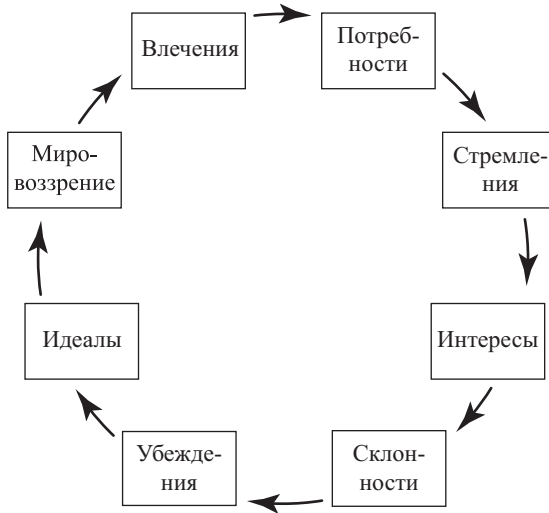 Влечения
Потреб-
ности
Стремле-
ния
Интересы
Склон-
ности
Убежде-
ния
Идеалы
Миро-
воззрение